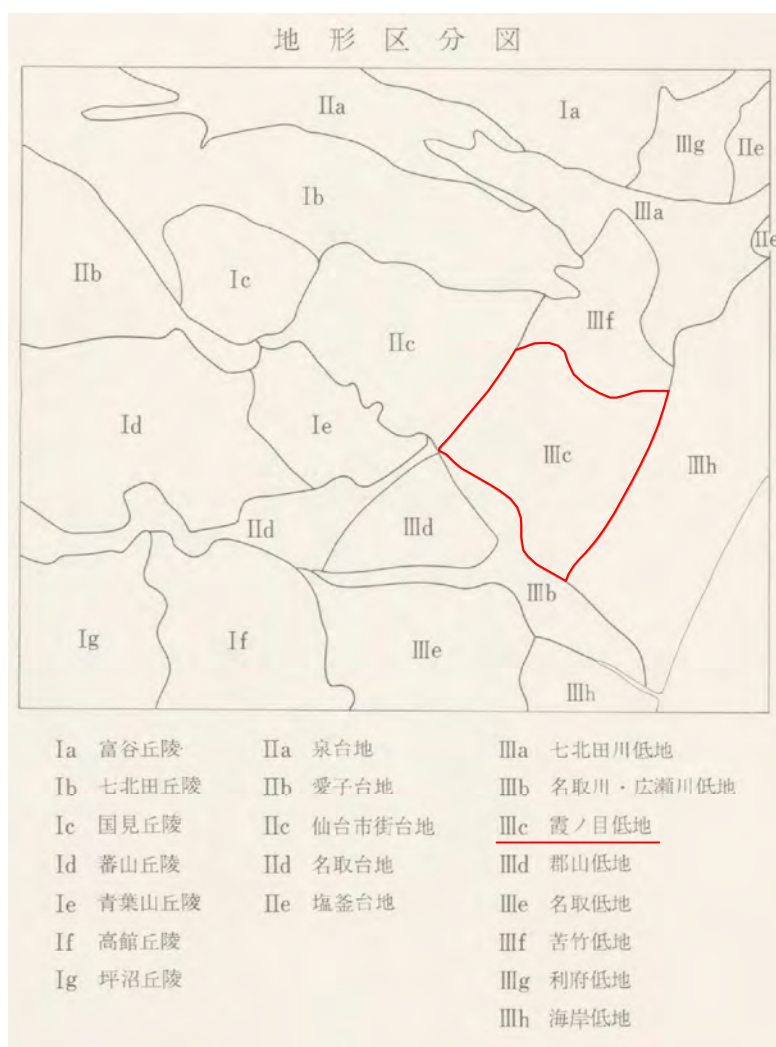 地形区分図
IIa
Ia
IIIg
IIe
Ib
IIIa
IIe
IIb
Ic
IIIf
IIc
Id
Ie
IIIc
IIIh
IId
IIId
IIIb
Ig
If
IIIe
IIIh
Ia 富谷丘陵
Ib 七北田丘陵
Ic 国見丘陵
Id 蕃山丘陵
Ie 青葉山丘陵
If 高館丘陵
Ig 坪沼丘陵
IIa 泉台地
IIb 愛子台地
IIc 仙台市街台地
IId 名取台地
IIe 塩釜台地
IIIa 七北田川低地
IIIb 名取川・広瀬川低地
IIIc 霞ノ目低地
IIId 郡山低地
IIIe 名取低地
IIIf 苦竹低地
IIIg 利府低地
IIIh 海岸低地